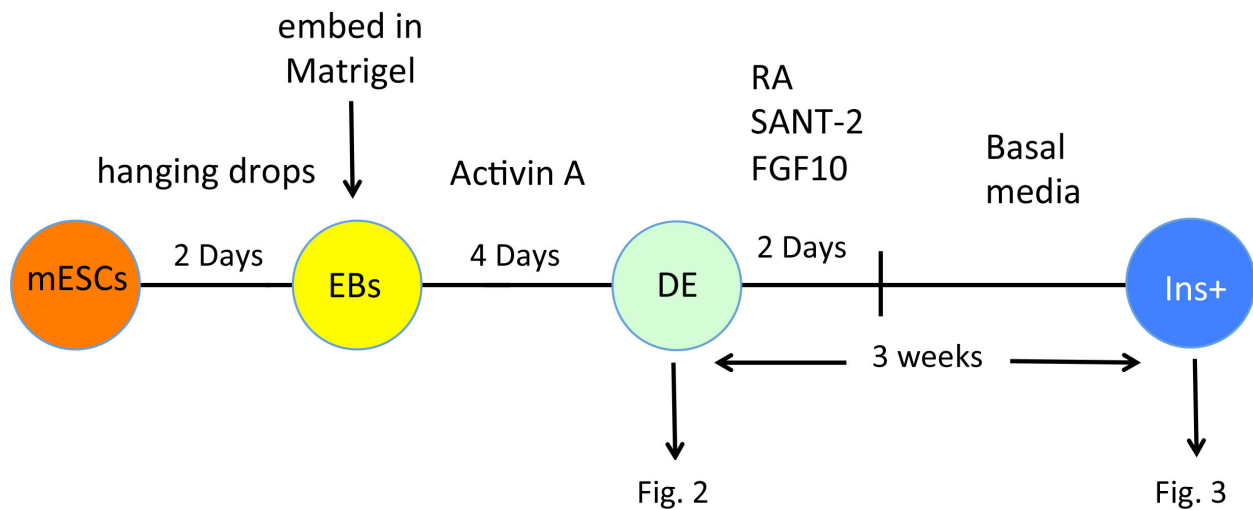 embed in
Matrigel
hanging drops
Activin A
RA
SANT-2
FGF10
Basal
media
mESCs
2 Days
EBs
4 Days
DE
2 Days
Ins+
3 weeks
Fig. 2
Fig. 3